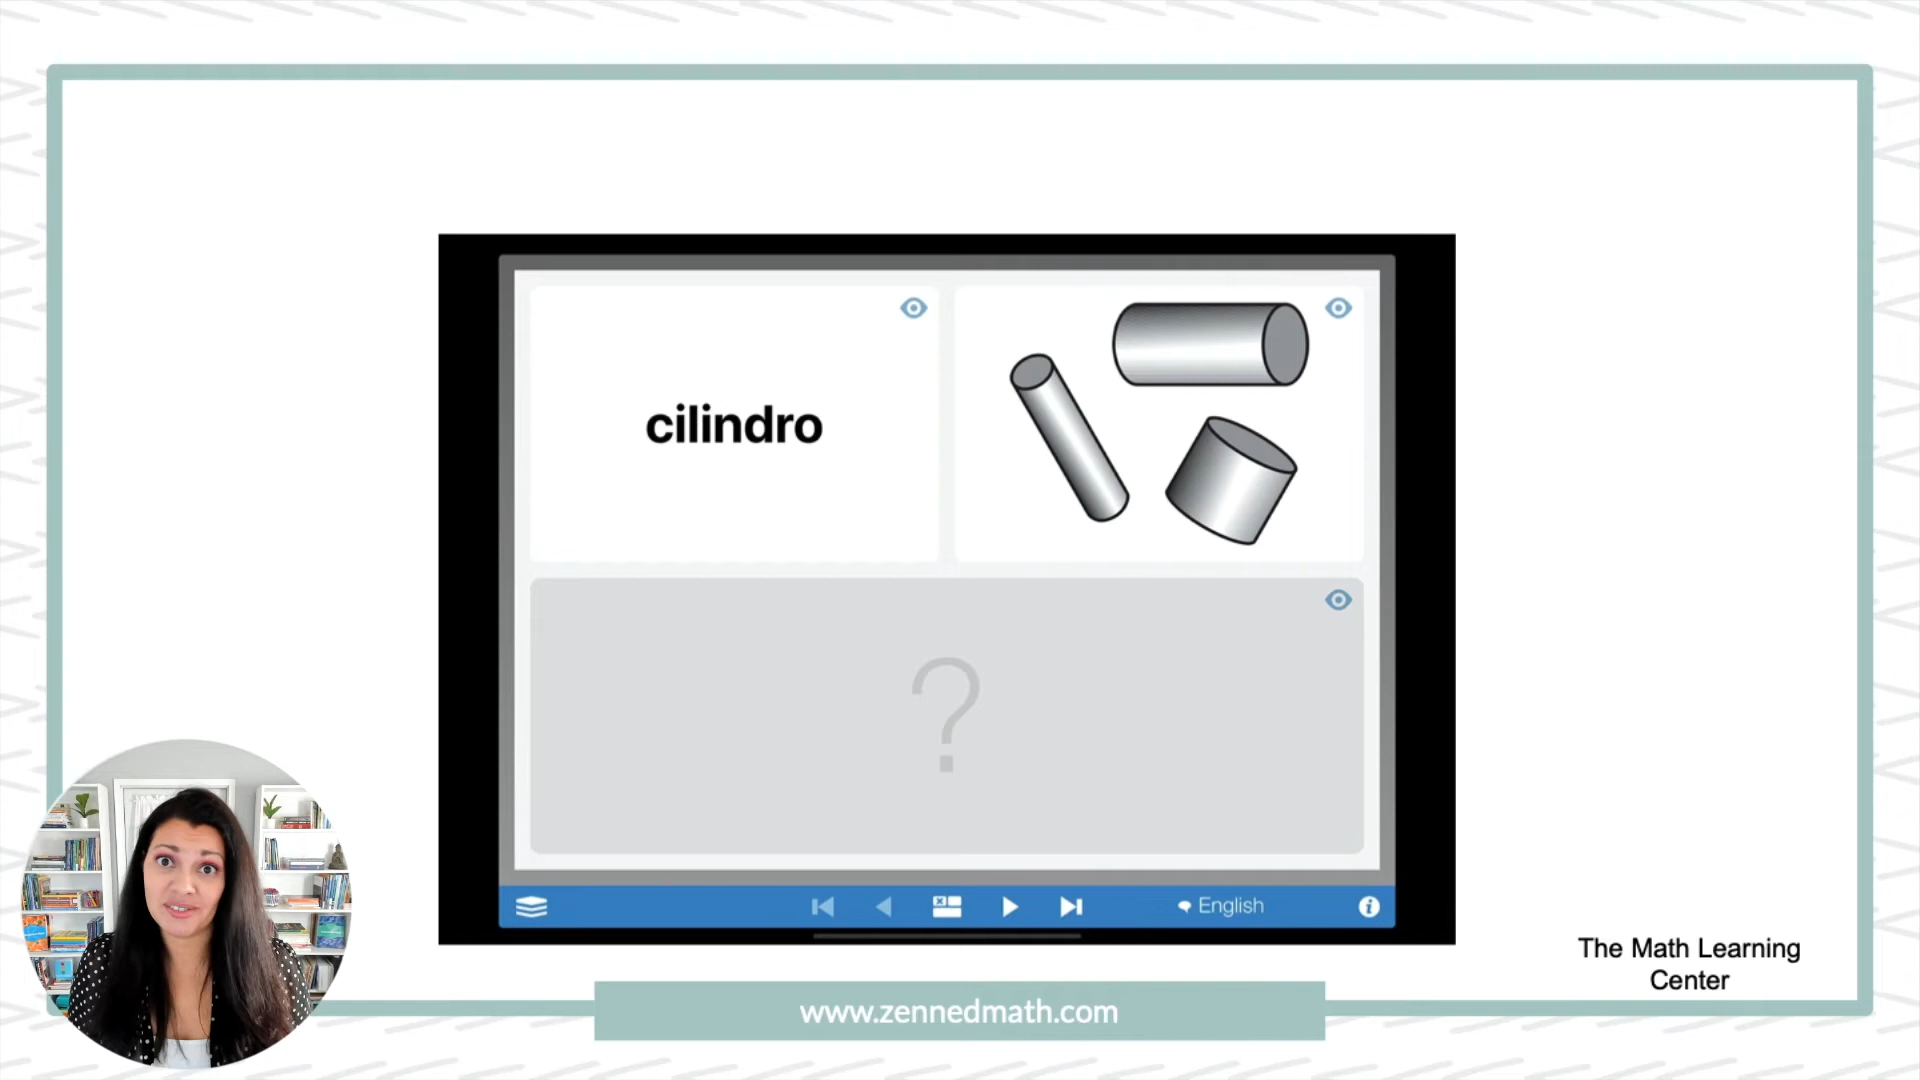 cilindro
?
English
The Math Learning
Center
www.zennedmath.com